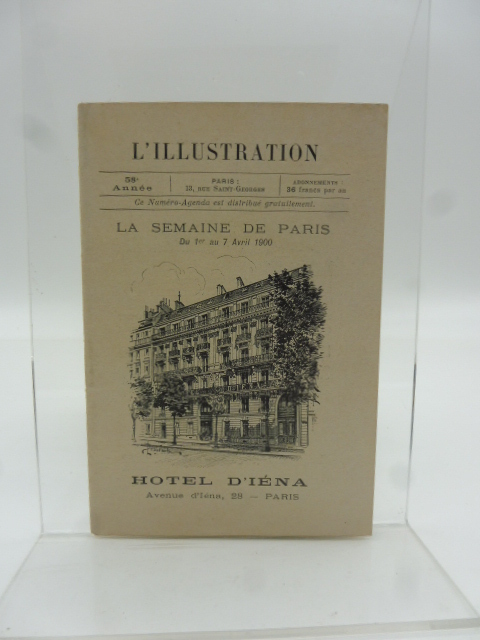 L'ILLUSTRATION
58e Année
PARIS :
13, RUE SAINT-GEORGES
ABONNEMENTS :
36 francs par an
Ce Numéro-Agenda est distribué gratuitement.
LA SEMAINE DE PARIS
Du 1er au 7 Avril 1900
HOTEL D'IÉNA
Avenue d'Iéna, 28 — PARIS